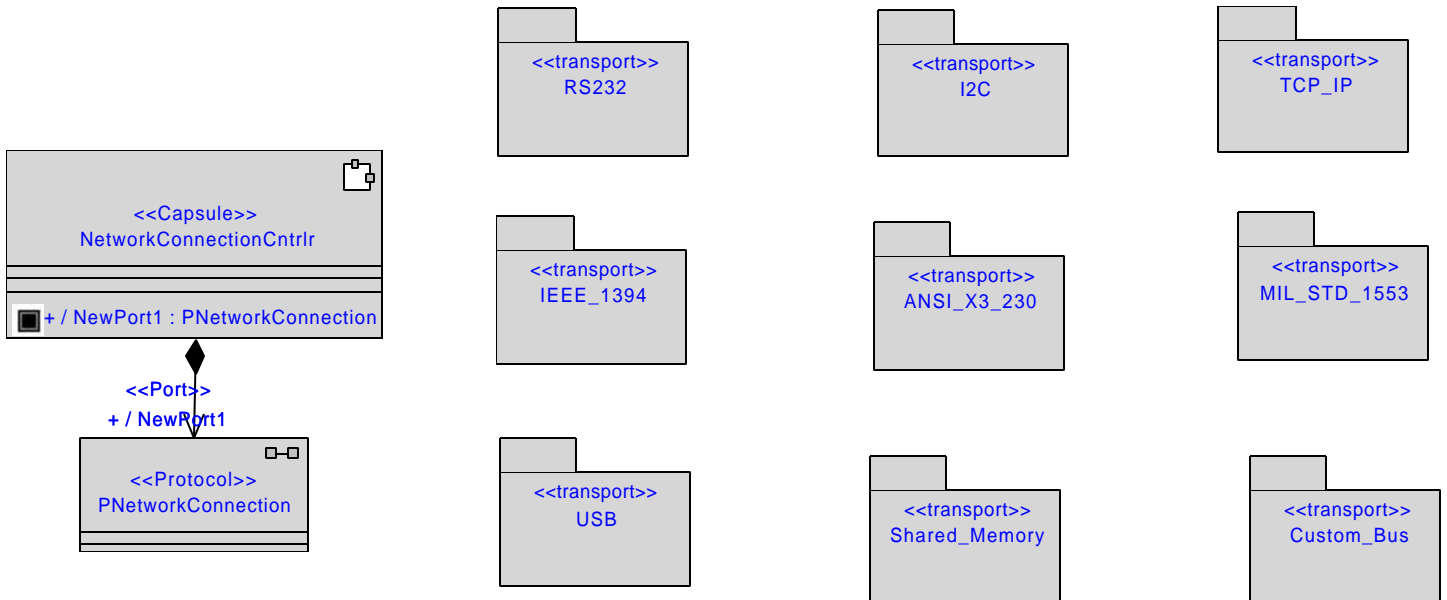 <<Capsule>>
NetworkConnectionCntrlr
+ / NewPort1 : PNetworkConnection
<<Port>>
+ / NewPort1
<<Protocol>>
PNetworkConnection
<<transport>>
RS232
<<transport>>
I2C
<<transport>>
TCP_IP
<<transport>>
IEEE_1394
<<transport>>
ANSI_X3_230
<<transport>>
MIL_STD_1553
<<transport>>
USB
<<transport>>
Shared_Memory
<<transport>>
Custom_Bus